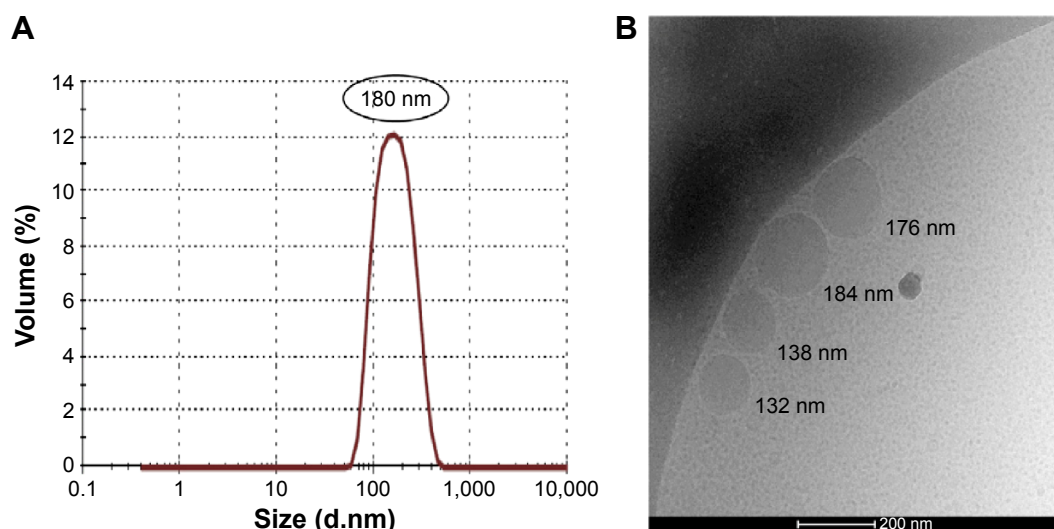 A
14
12
10
8
6
4
2
0
Volume (%)
180 nm
0.1 1 10 100 1,000 10,000
Size (d.nm)
B
176 nm
184 nm
138 nm
132 nm
200 nm